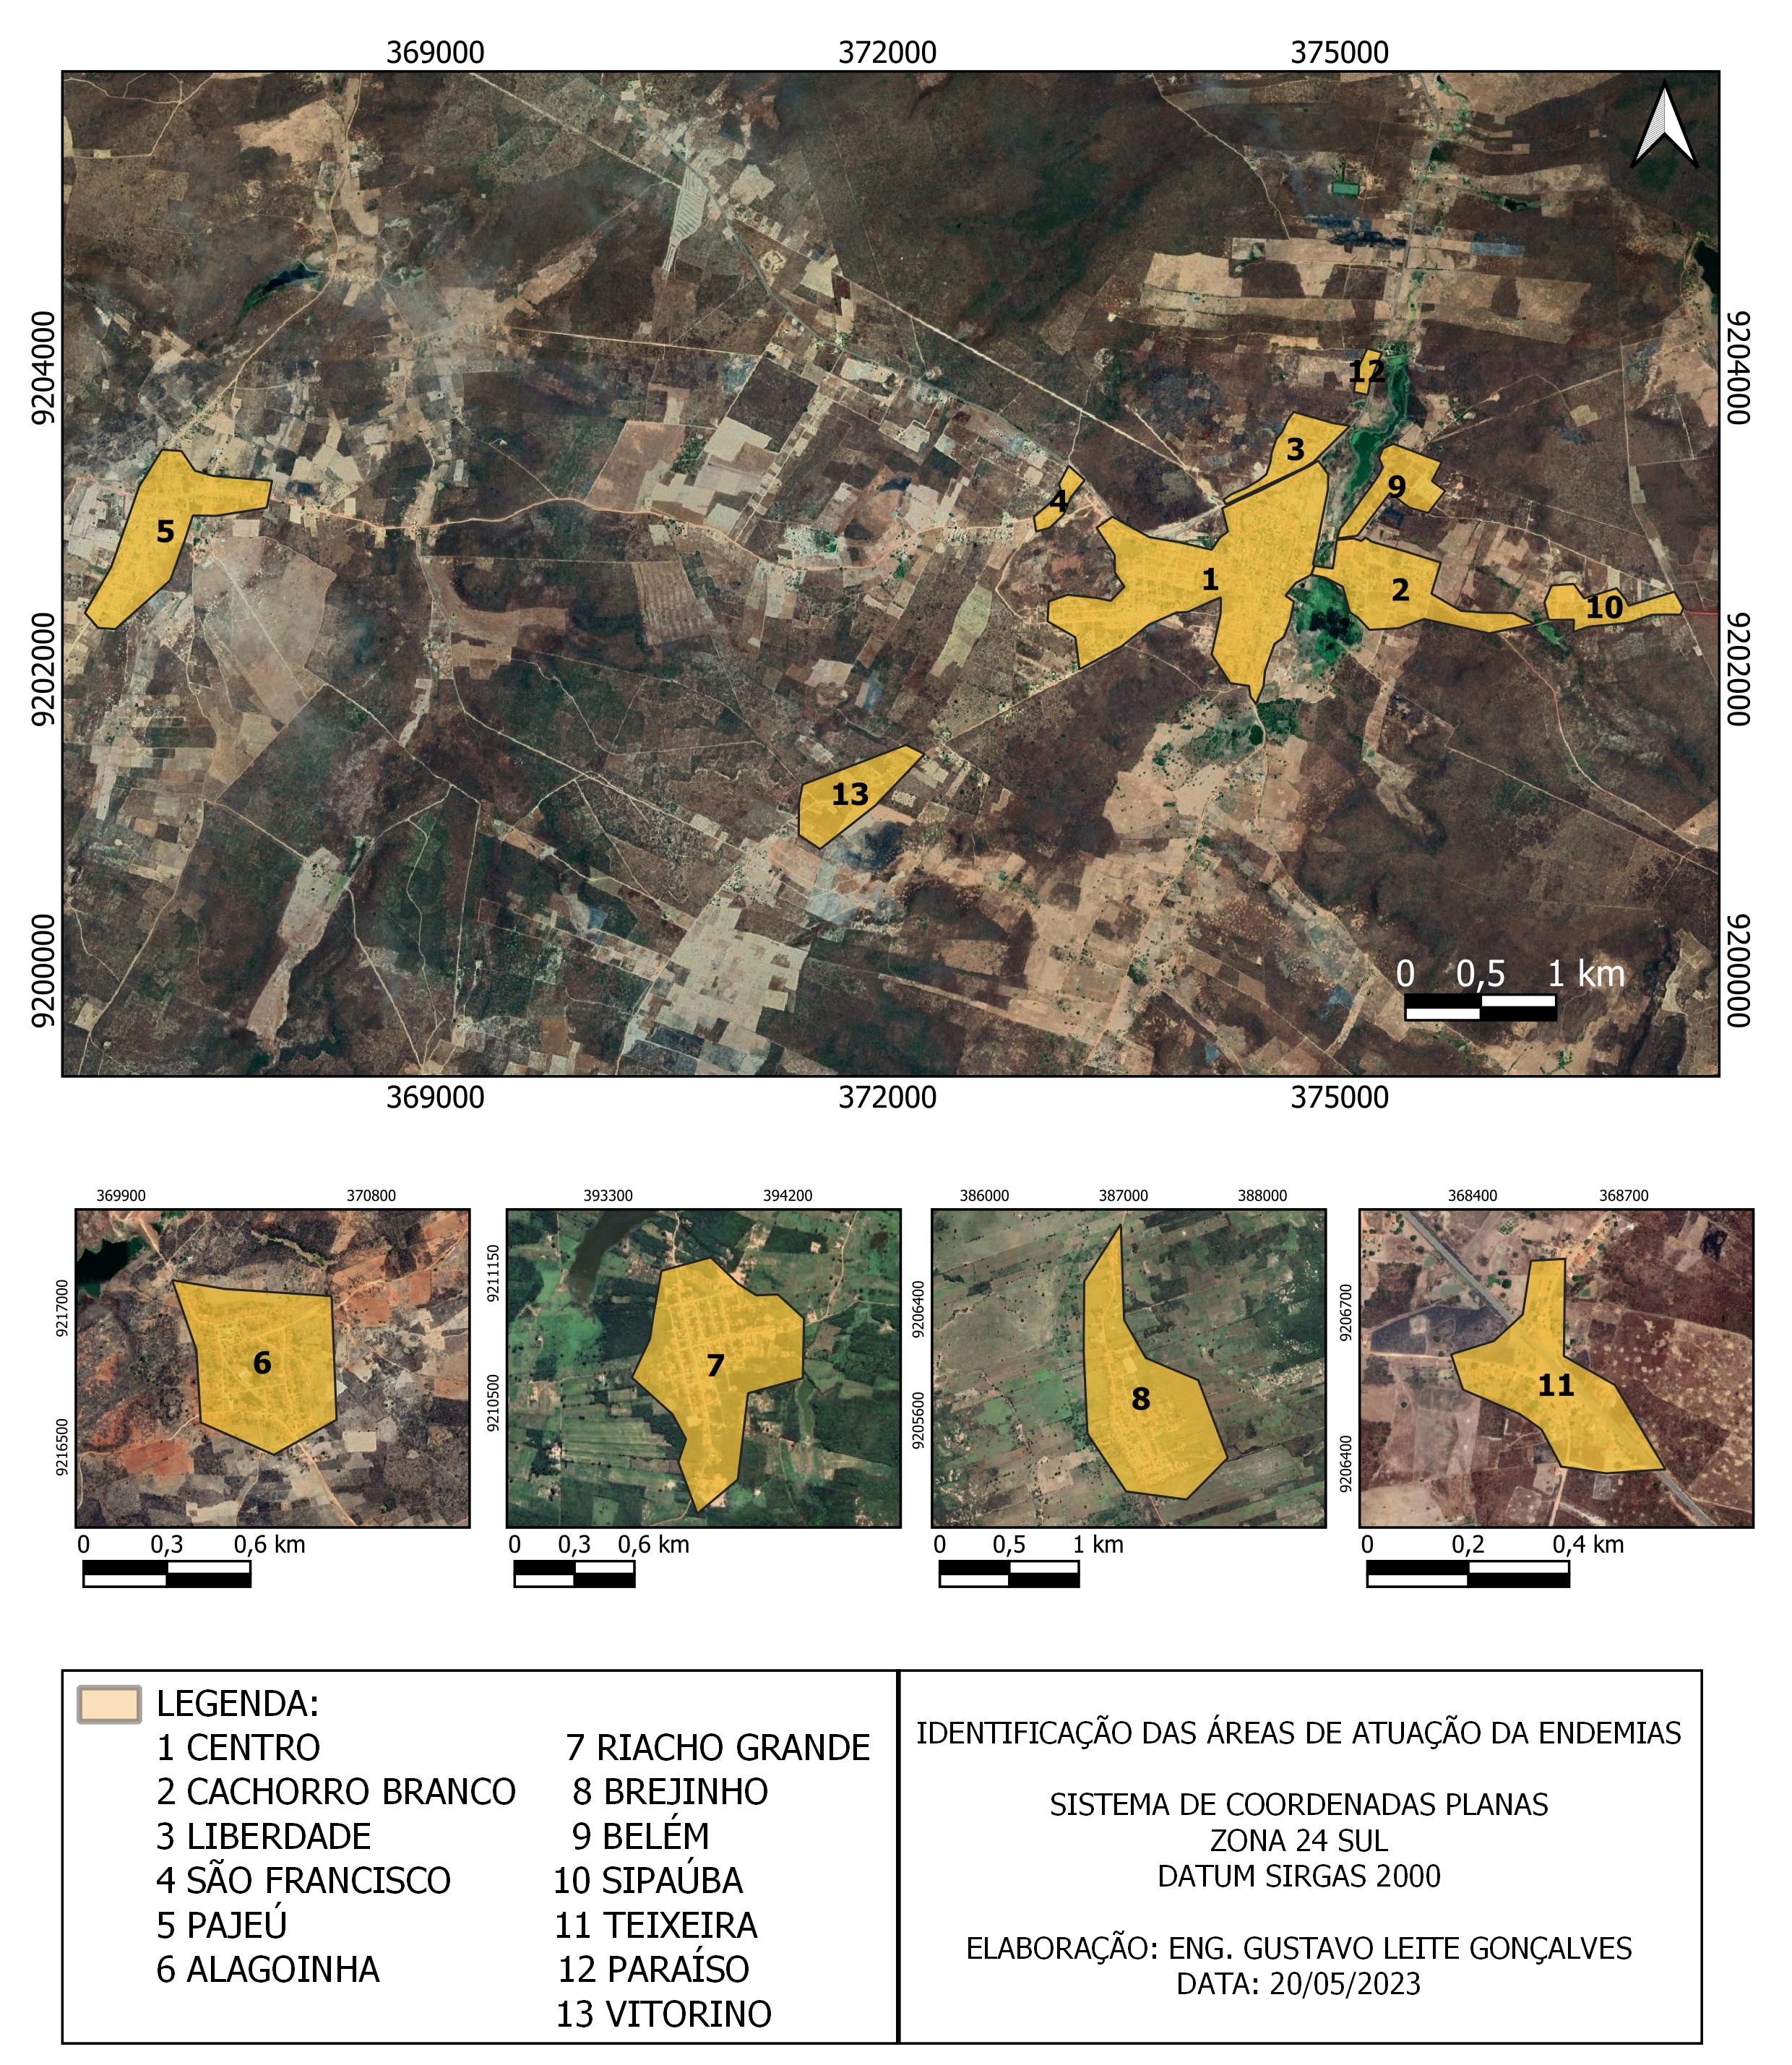 369000 372000 375000
9204000 9204000
9202000 9202000
9200000 9200000
12
3
9
4
5
1
2
10
13
0 0,5 1 km
369000 372000 375000
369900 370800
9217000
9216500
6
0 0,3 0,6 km
393300 394200
9211150
9210500
7
0 0,3 0,6 km
386000 387000 388000
9206400
9205600
8
0 0,5 1 km
368400 368700
9206700
9206400
11
0 0,2 0,4 km
LEGENDA:
1 CENTRO
2 CACHORRO BRANCO
3 LIBERDADE
4 SÃO FRANCISCO
5 PAJEÚ
6 ALAGOINHA
7 RIACHO GRANDE
8 BREJINHO
9 BELÉM
10 SIPAÚBA
11 TEIXEIRA
12 PARAÍSO
13 VITORINO
IDENTIFICAÇÃO DAS ÁREAS DE ATUAÇÃO DA ENDEMIAS
SISTEMA DE COORDENADAS PLANAS
ZONA 24 SUL
DATUM SIRGAS 2000
ELABORAÇÃO: ENG. GUSTAVO LEITE GONÇALVES
DATA: 20/05/2023